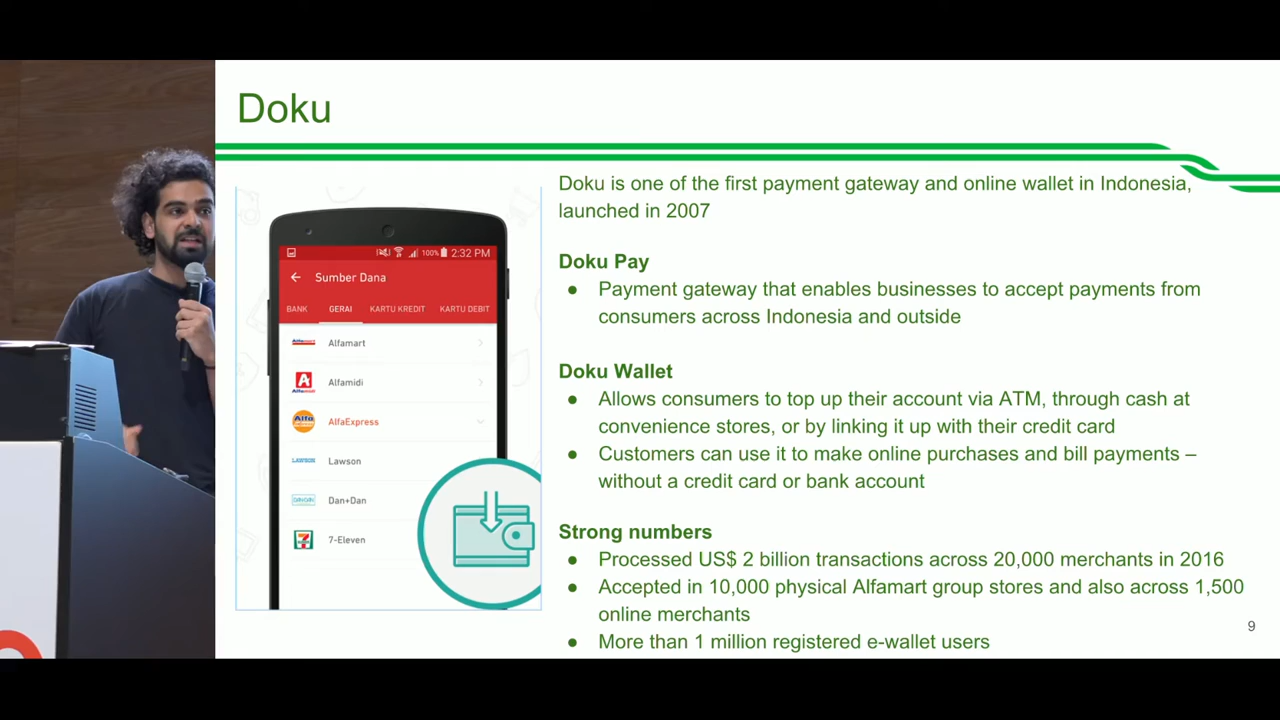 Doku
Doku is one of the first payment gateway and online wallet in Indonesia,
launched in 2007
Doku Pay
● Payment gateway that enables businesses to accept payments from
consumers across Indonesia and outside
Doku Wallet
● Allows consumers to top up their account via ATM, through cash at
convenience stores, or by linking it up with their credit card
● Customers can use it to make online purchases and bill payments –
without a credit card or bank account
Strong numbers
● Processed US$ 2 billion transactions across 20,000 merchants in 2016
● Accepted in 10,000 physical Alfamart group stores and also across 1,500
online merchants
● More than 1 million registered e-wallet users
9
100% 2:32 PM
Sumber Dana
BANK GERAI KARTU KREDIT KARTU DEBIT
Alfamart
Alfamidi
AlfaExpress
Lawson
Dan+Dan
7-Eleven